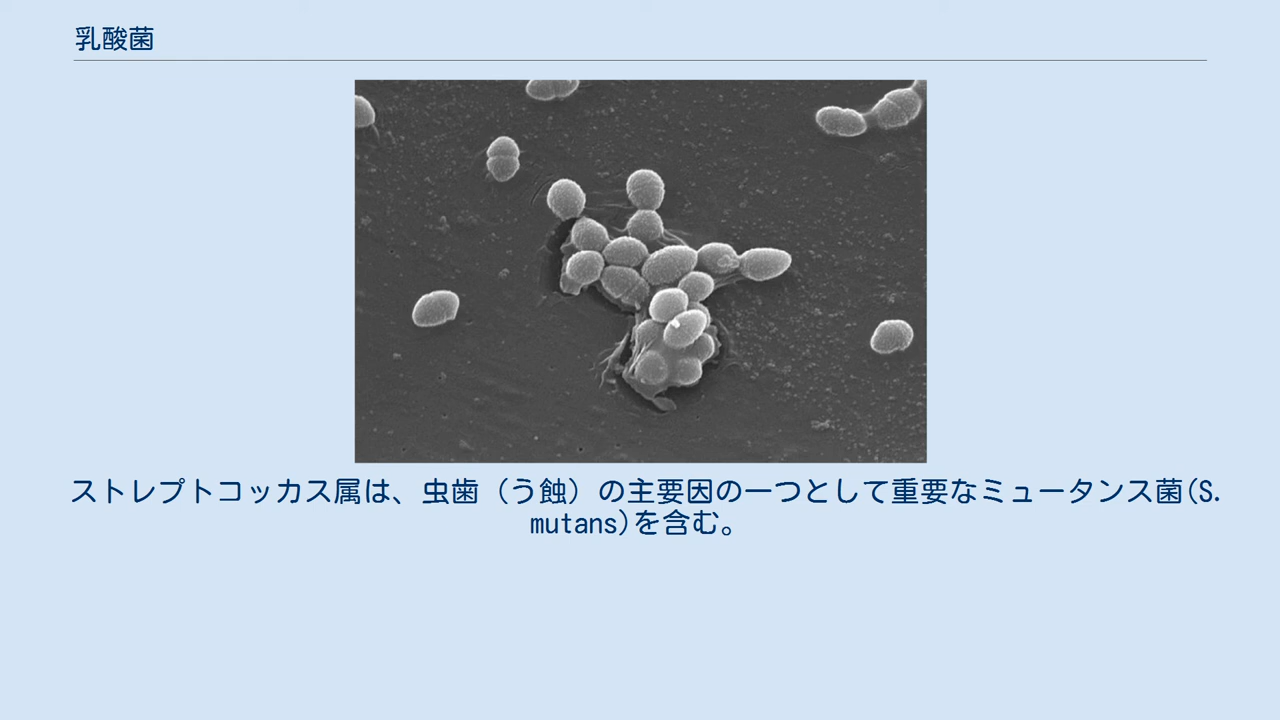 乳酸菌
ストレプトコッカス属は、虫歯（う蝕）の主要因の一つとして重要なミュータンス菌(S.
mutans)を含む。